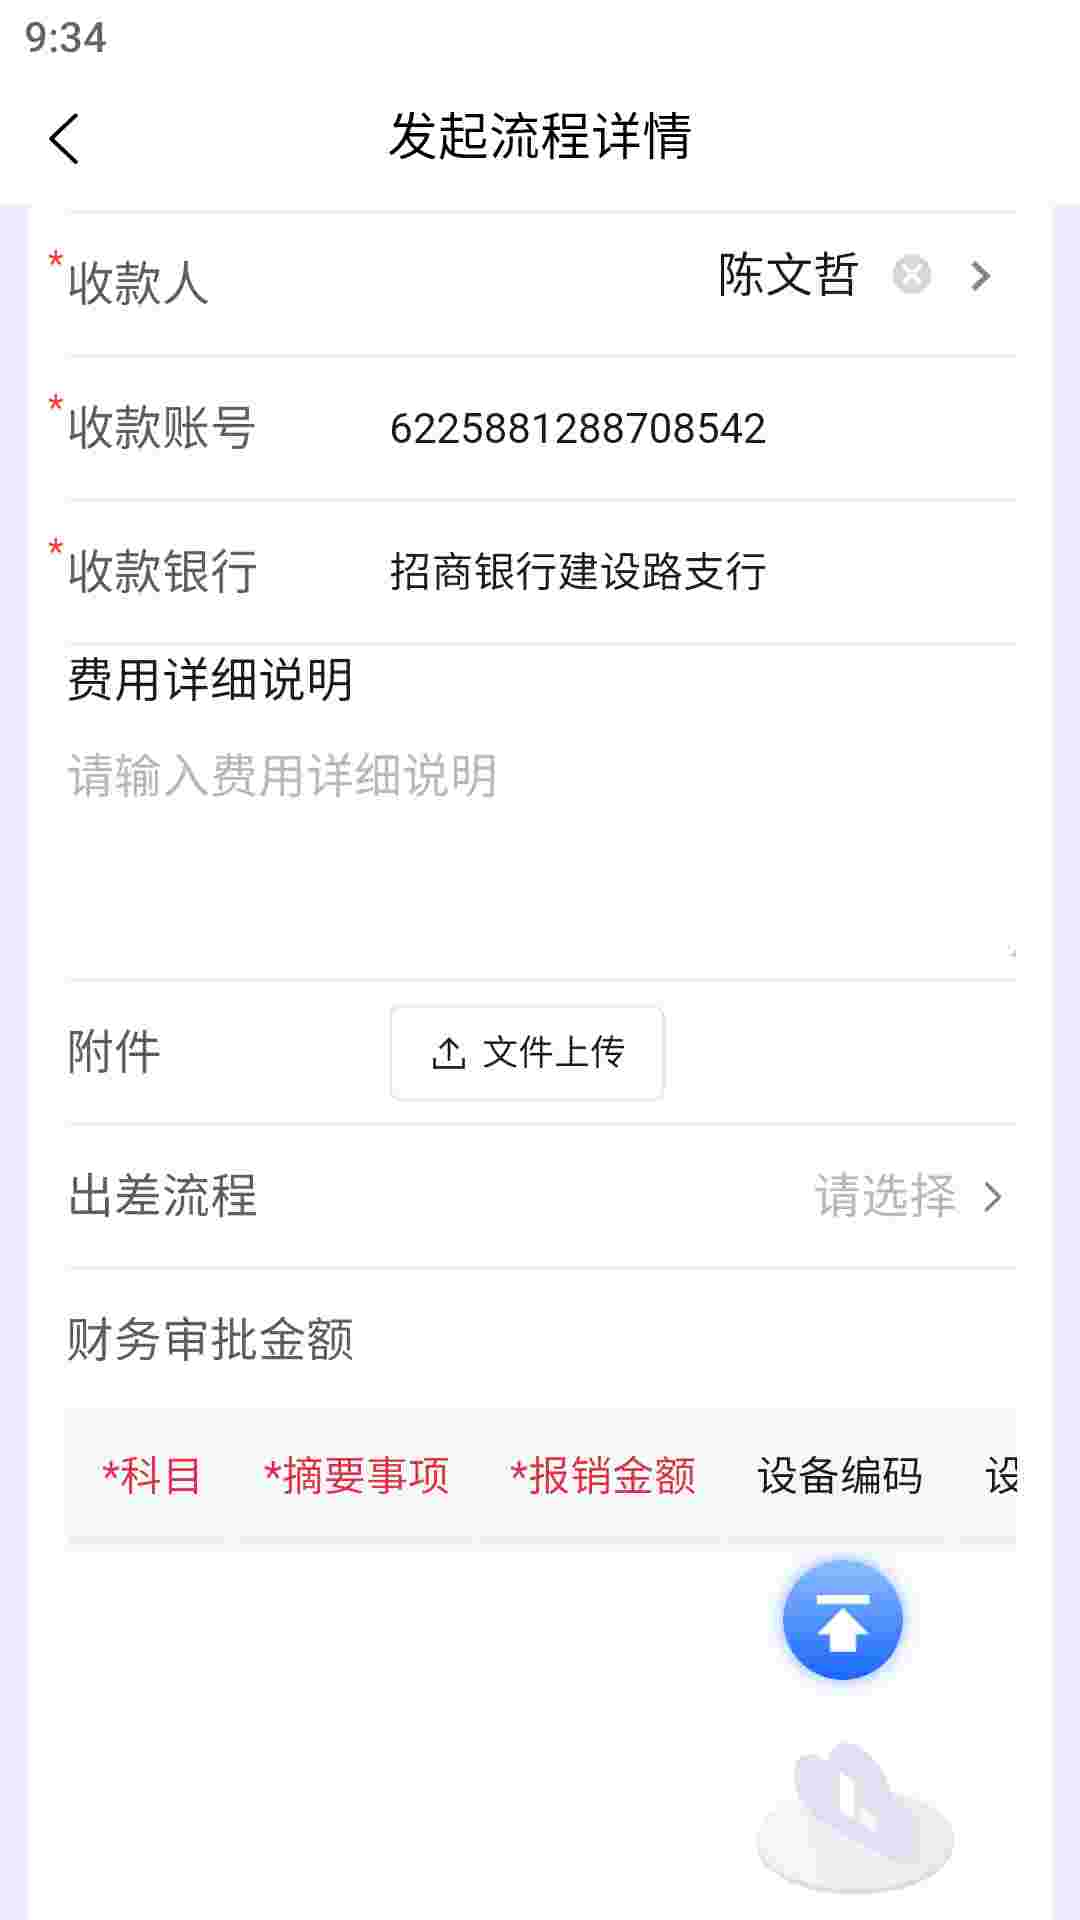 9:34
发起流程详情
*收款人 陈文哲
*收款账号 6225881288708542
*收款银行 招商银行建设路支行
费用详细说明
请输入费用详细说明
附件 文件上传
出差流程 请选择
财务审批金额
*科目 *摘要事项 *报销金额 设备编码 设